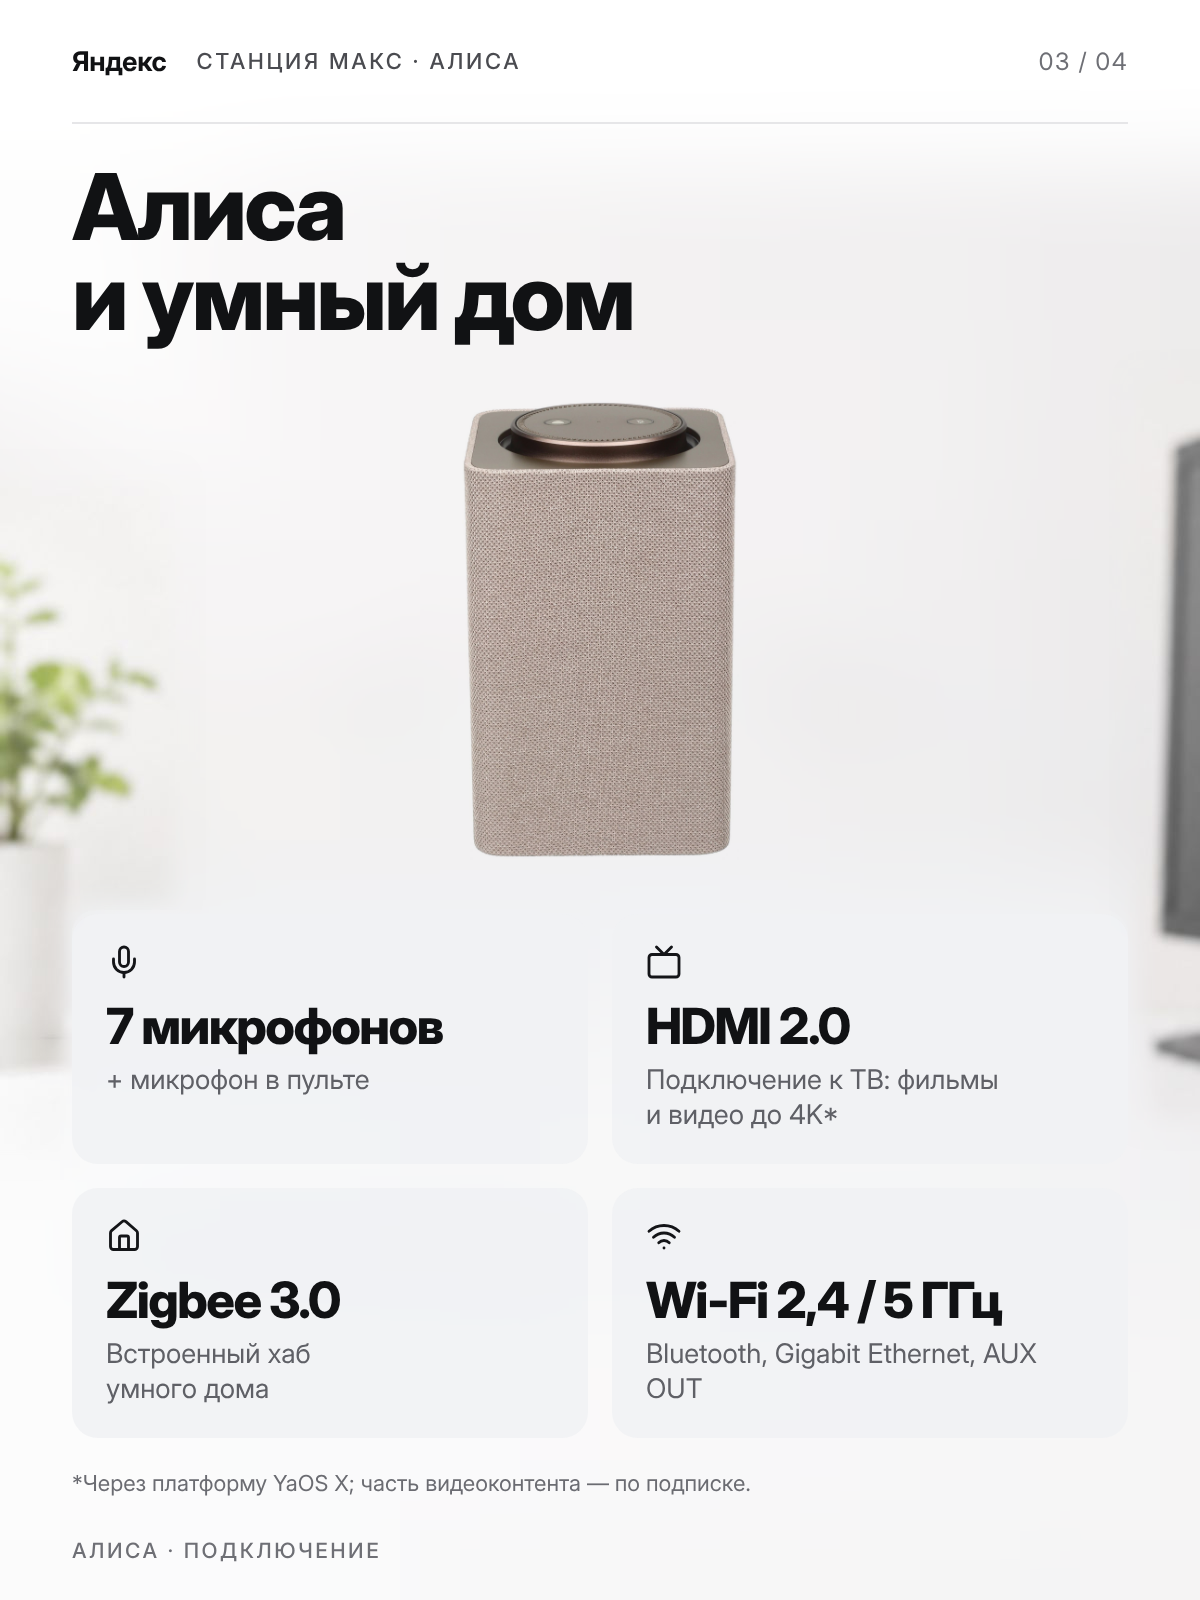 Яндекс СТАНЦИЯ МАКС · АЛИСА 03 / 04
Алиса
и умный дом
7 микрофонов
+ микрофон в пульте
HDMI 2.0
Подключение к ТВ: фильмы
и видео до 4K*
Zigbee 3.0
Встроенный хаб
умного дома
Wi-Fi 2,4 / 5 ГГц
Bluetooth, Gigabit Ethernet, AUX
OUT
*Через платформу YaOS X; часть видеоконтента — по подписке.
АЛИСА · ПОДКЛЮЧЕНИЕ